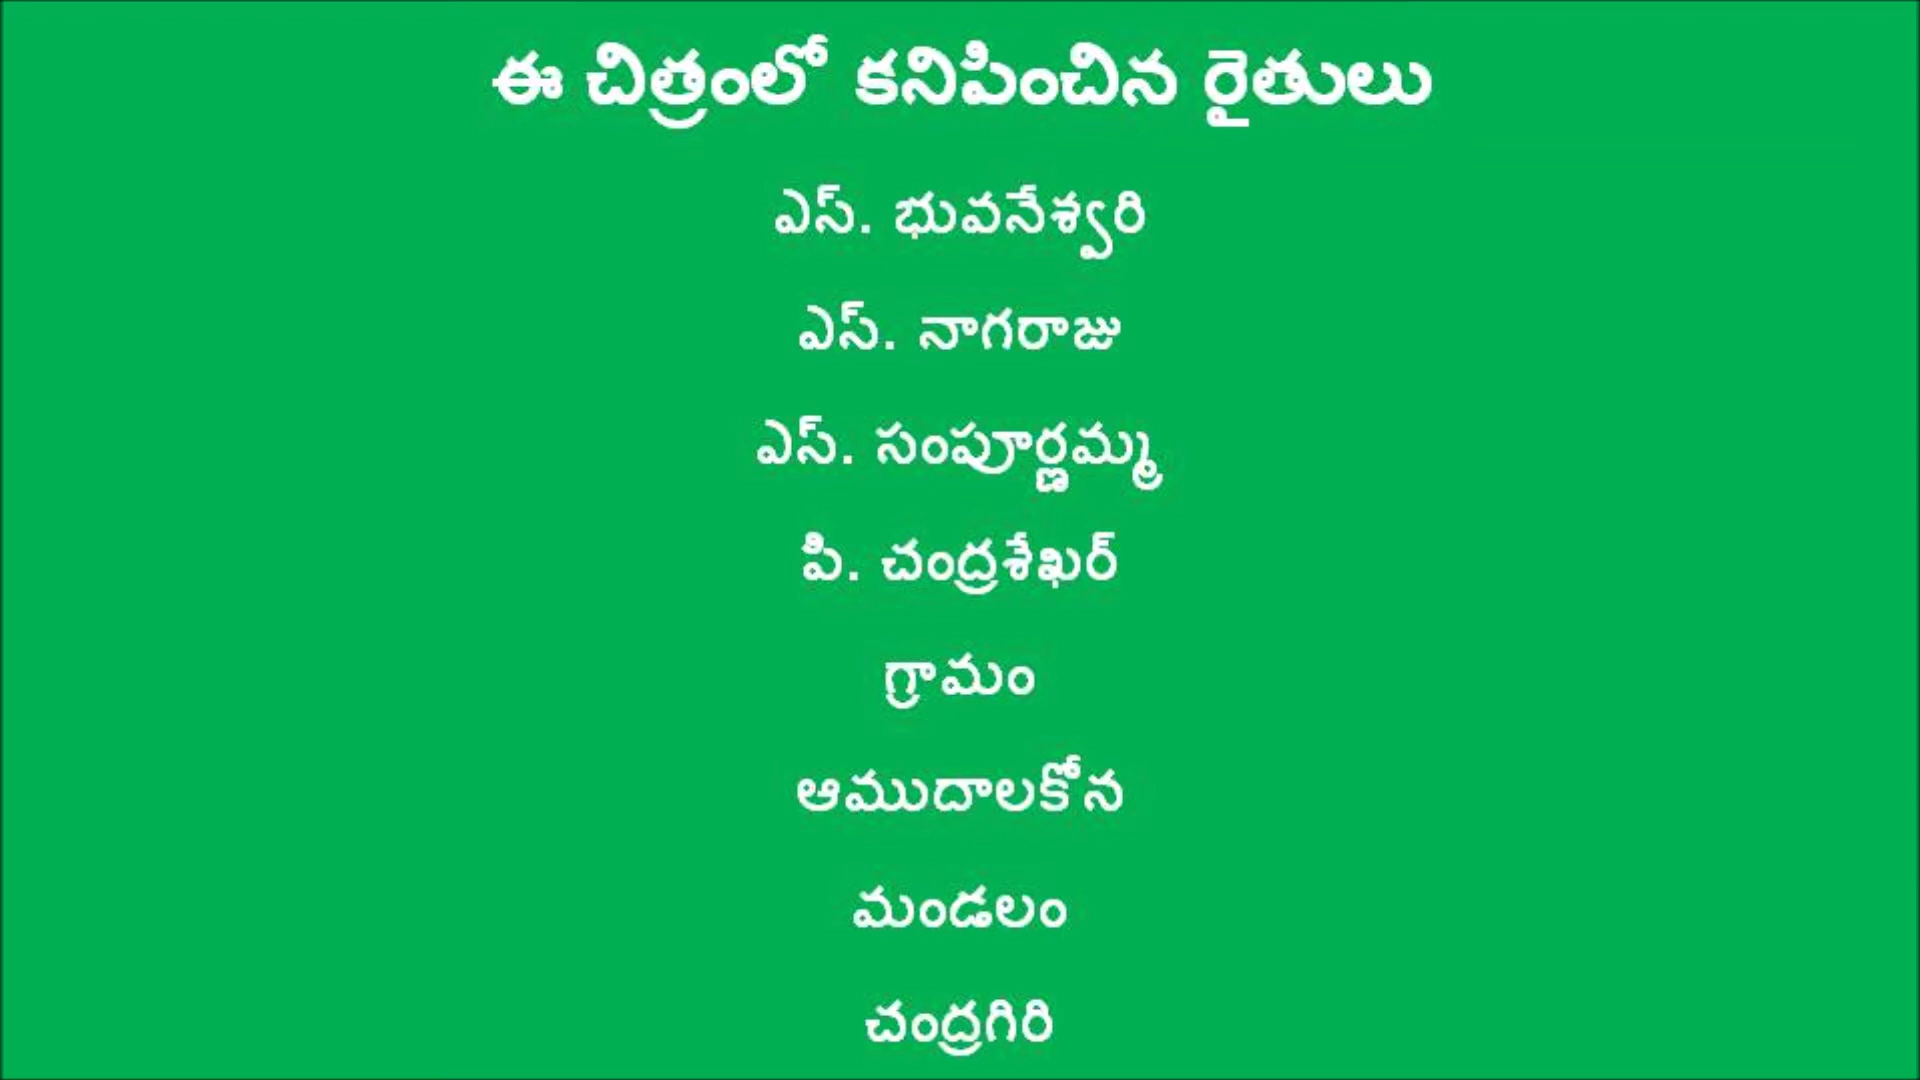 ఈ చిత్రంలో కనిపించిన రైతులు
ఎస్. భువనేశ్వరి
ఎస్. నాగరాజు
ఎస్. సంపూర్ణమ్మ
పి. చంద్రశేఖర్
గ్రామం
ఆముదాలకోన
మండలం
చంద్రగిరి